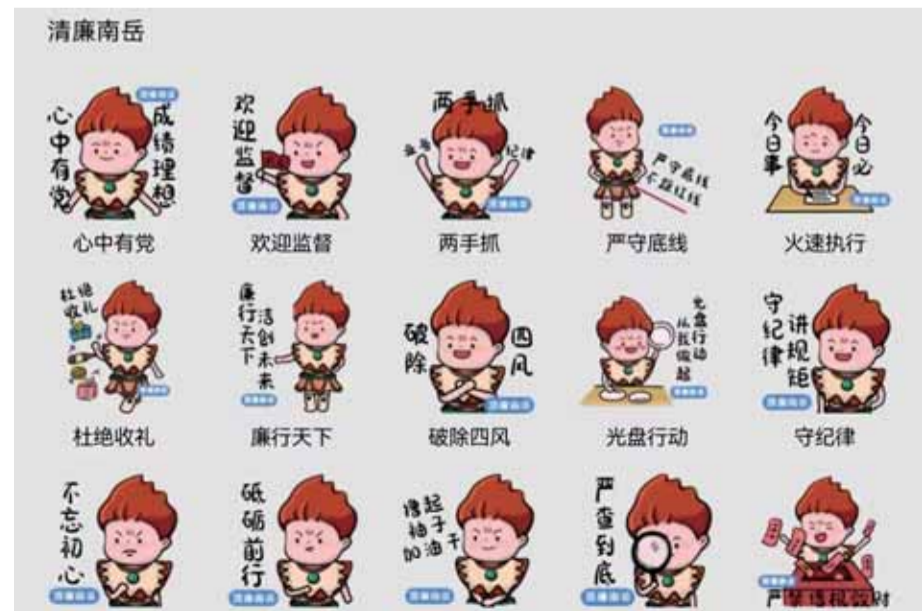 清廉南岳
心中有党
成绩理想
欢迎监督
两手抓
业务
纪律
严守底线
不踩红线
今日事
今日必
心中有党
欢迎监督
两手抓
严守底线
火速执行
杜绝
收礼
廉行天下
洁创未来
破除
四风
光盘行动
从我做起
守纪律
讲规矩
杜绝收礼
廉行天下
破除四风
光盘行动
守纪律
不忘初心
砥砺前行
撸起
袖子
加油干
严查到底